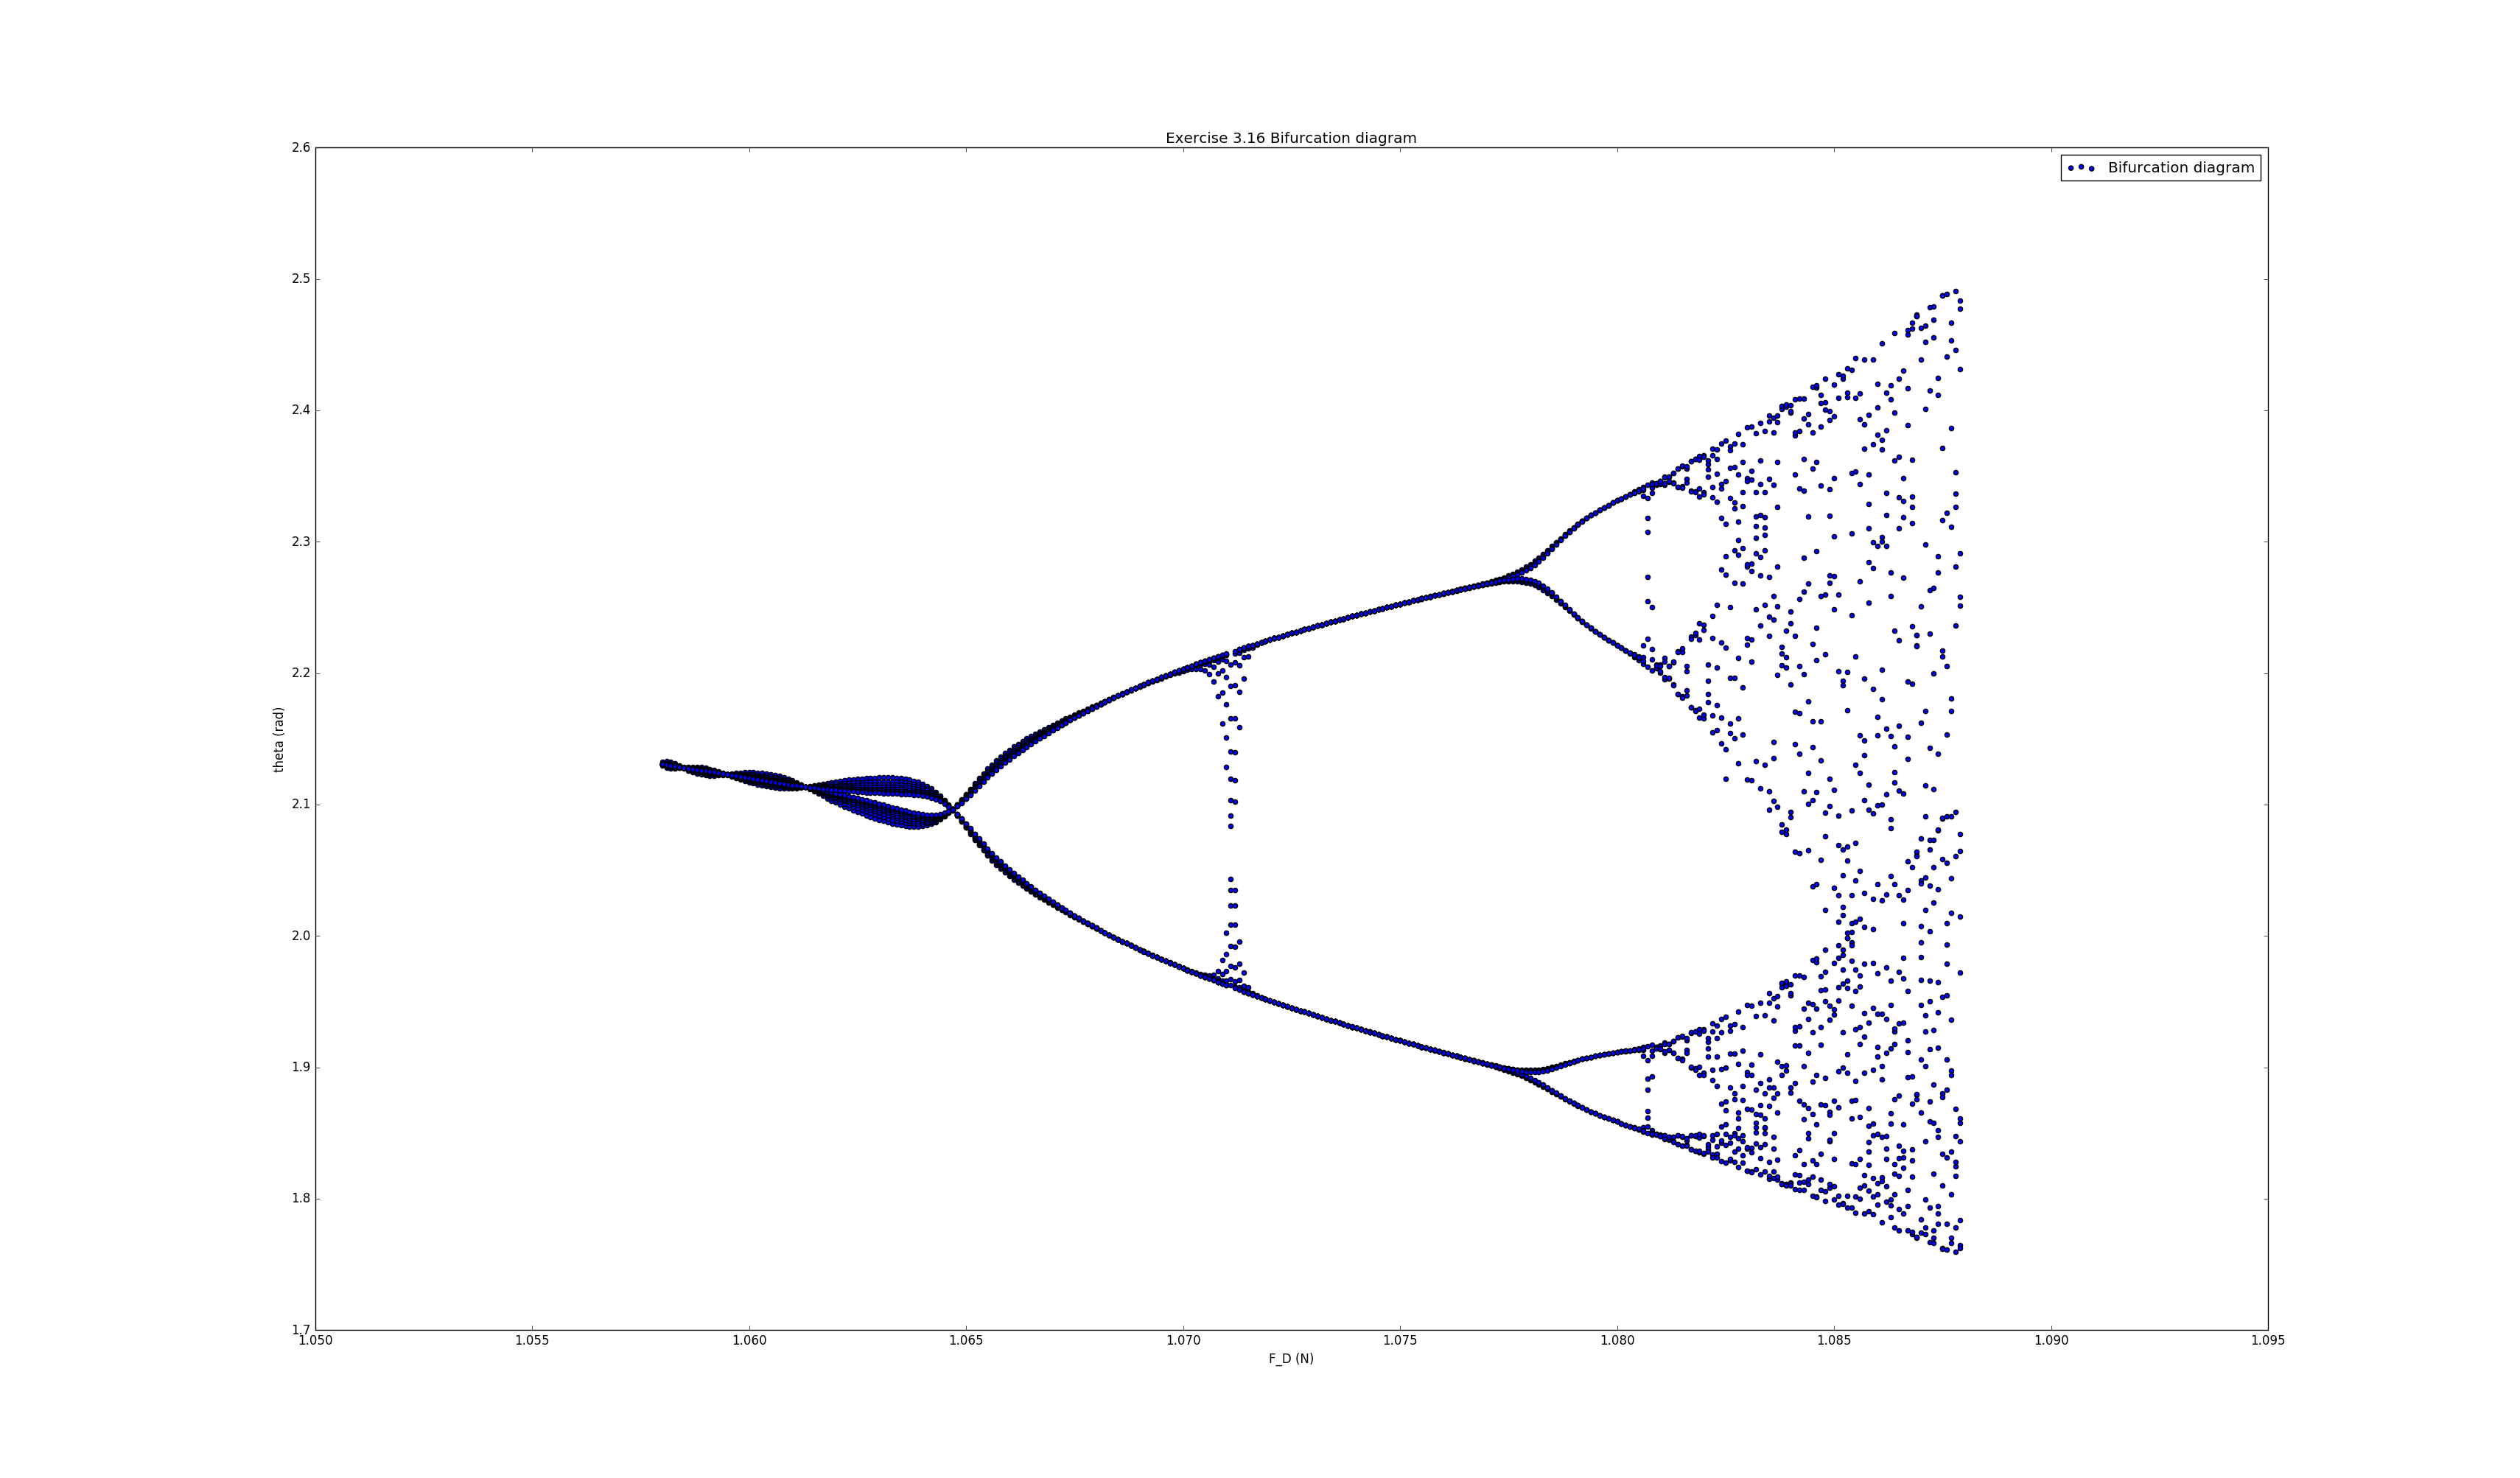 Exercise 3.16 Bifurcation diagram
Bifurcation diagram
2.6
2.5
2.4
2.3
2.2
2.1
2.0
1.9
1.8
1.7
theta (rad)
1.050 1.055 1.060 1.065 1.070 1.075 1.080 1.085 1.090 1.095
F_D (N)